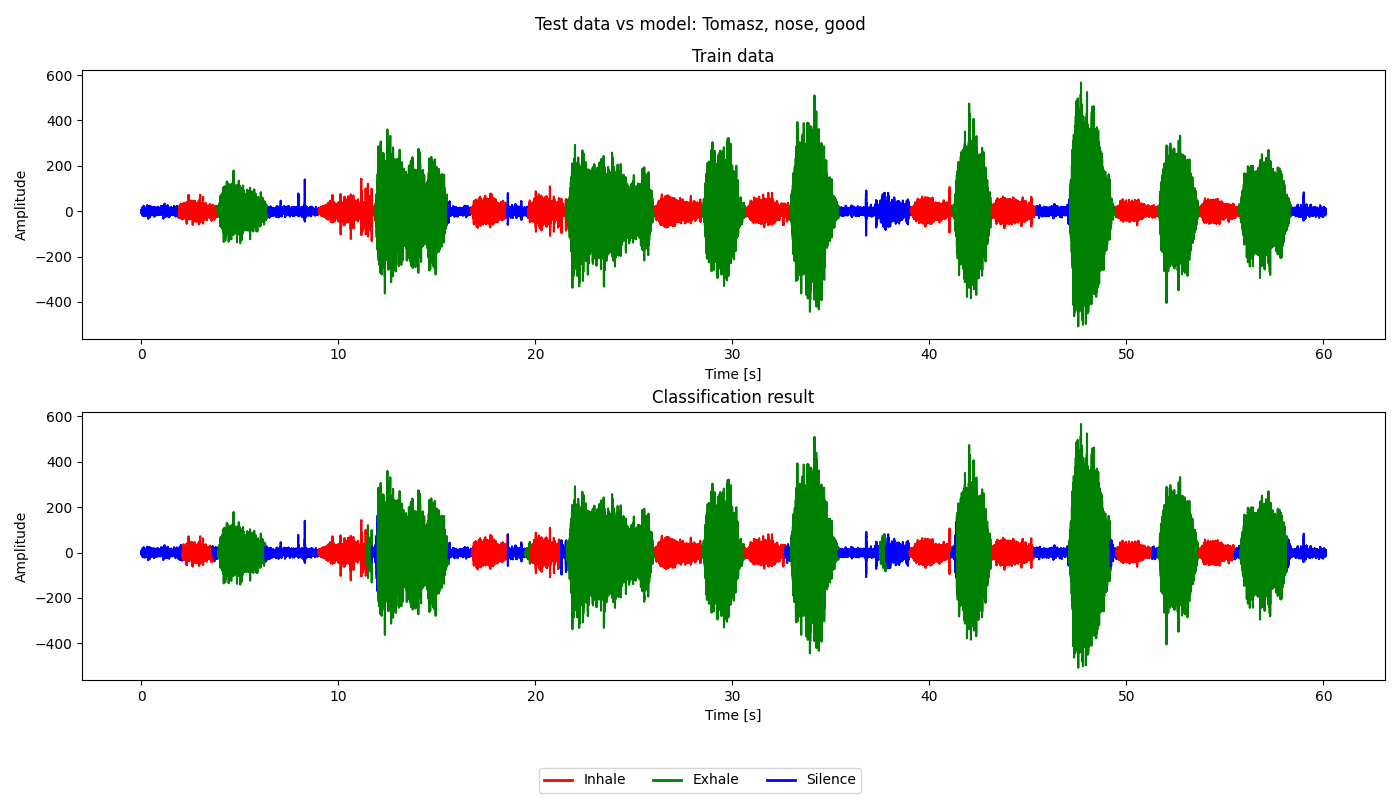 Test data vs model: Tomasz, nose, good
Train data
600
400
200
0
−200
−400
Amplitude
0 10 20 30 40 50 60
Time [s]
Classification result
600
400
200
0
−200
−400
Amplitude
0 10 20 30 40 50 60
Time [s]
Inhale Exhale Silence